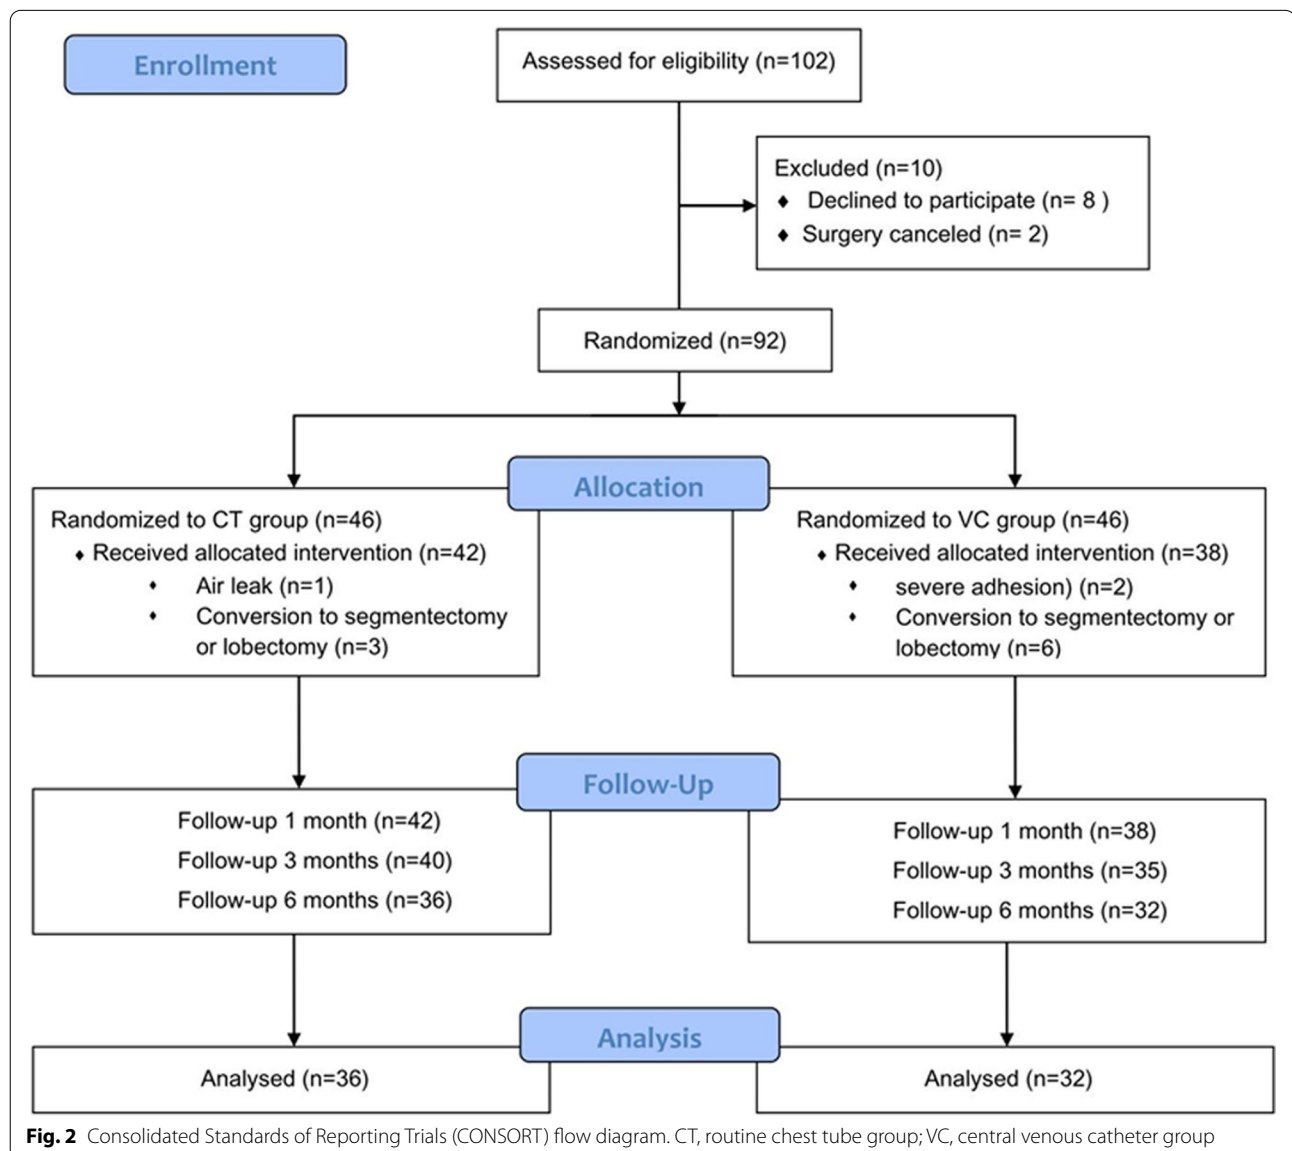 Enrollment
Assessed for eligibility (n=102)
Excluded (n=10)
♦ Declined to participate (n= 8 )
♦ Surgery canceled (n= 2)
Randomized (n=92)
Allocation
Randomized to CT group (n=46)
♦ Received allocated intervention (n=42)
♦ Air leak (n=1)
♦ Conversion to segmentectomy
or lobectomy (n=3)
Randomized to VC group (n=46)
♦ Received allocated intervention (n=38)
♦ severe adhesion) (n=2)
♦ Conversion to segmentectomy or
lobectomy (n=6)
Follow-Up
Follow-up 1 month (n=42)
Follow-up 3 months (n=40)
Follow-up 6 months (n=36)
Follow-up 1 month (n=38)
Follow-up 3 months (n=35)
Follow-up 6 months (n=32)
Analysis
Analysed (n=36)
Analysed (n=32)
Fig. 2 Consolidated Standards of Reporting Trials (CONSORT) flow diagram. CT, routine chest tube group; VC, central venous catheter group